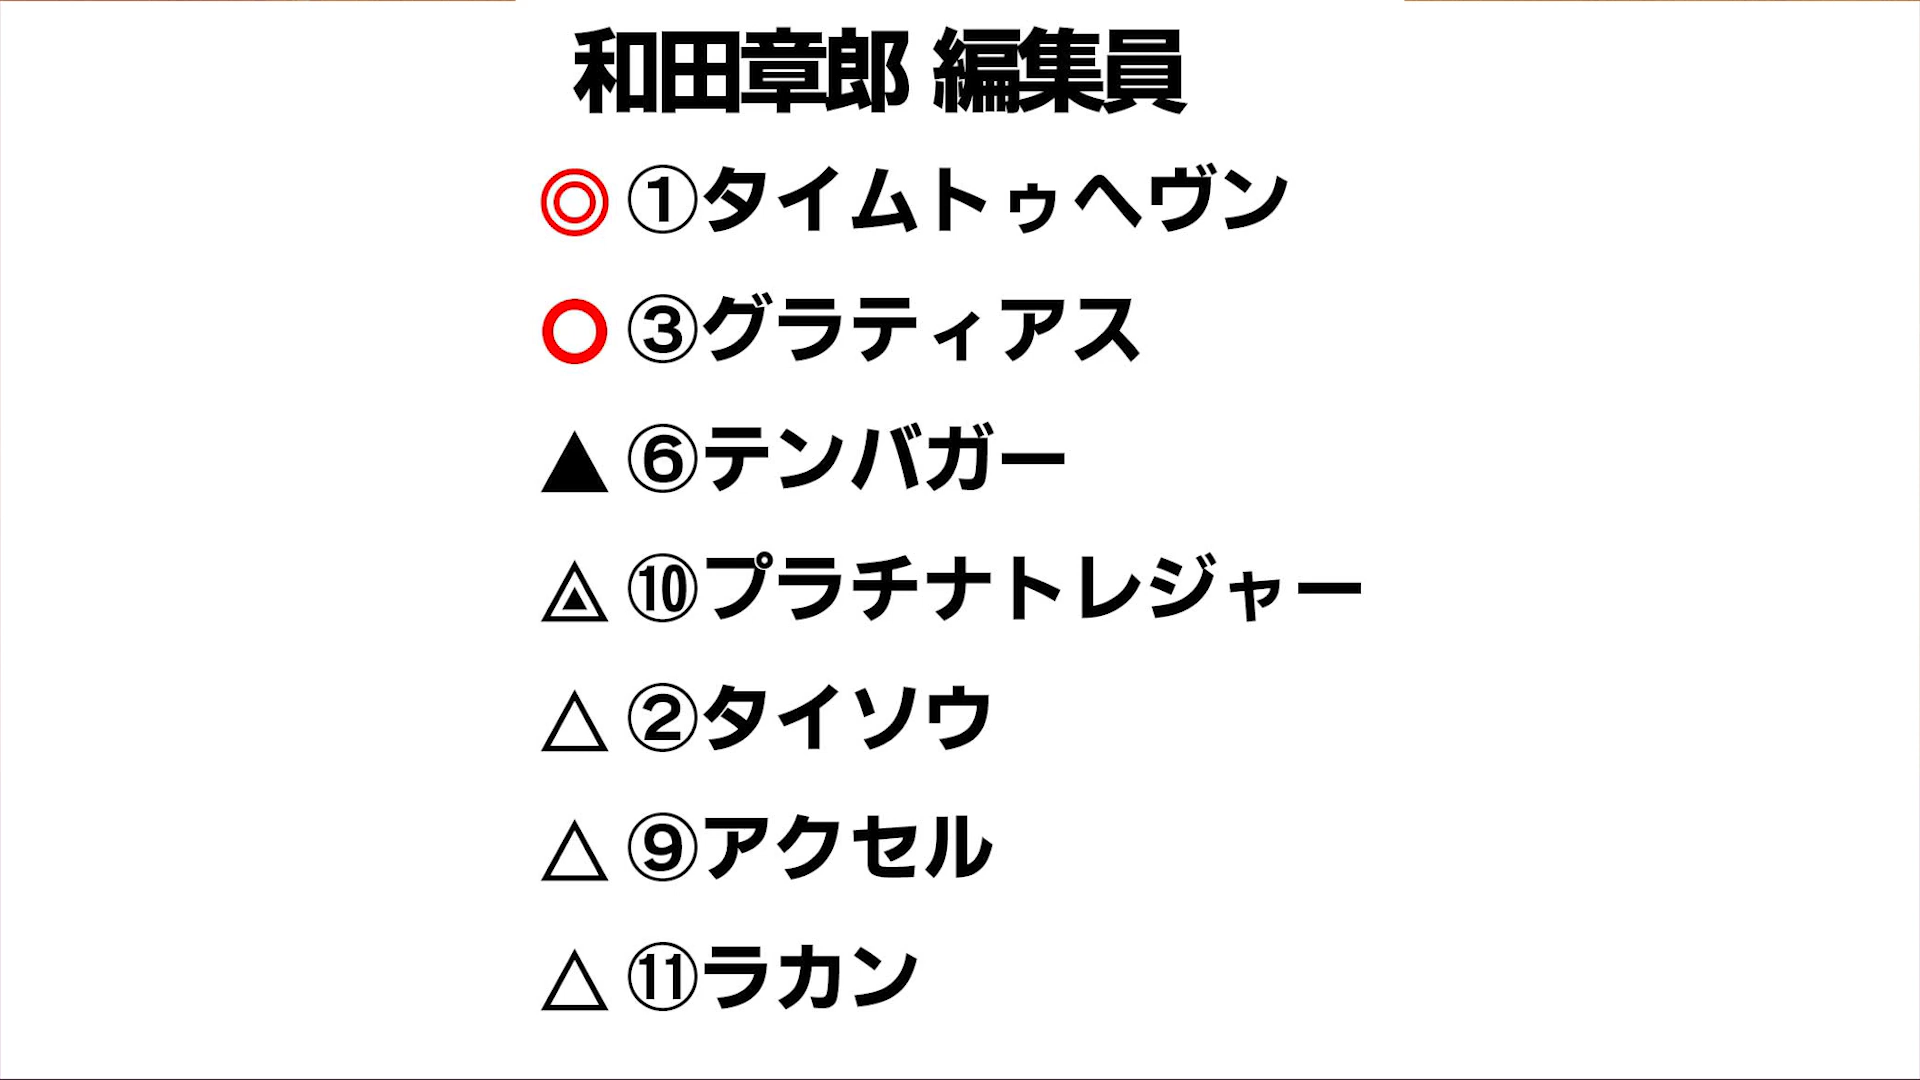 和田章郎 編集員
◎ ①タイムトゥヘヴン
○ ③グラティアス
▲ ⑥テンバガー
◬ ⑩プラチナトレジャー
△ ②タイソウ
△ ⑨アクセル
△ ⑪ラカン